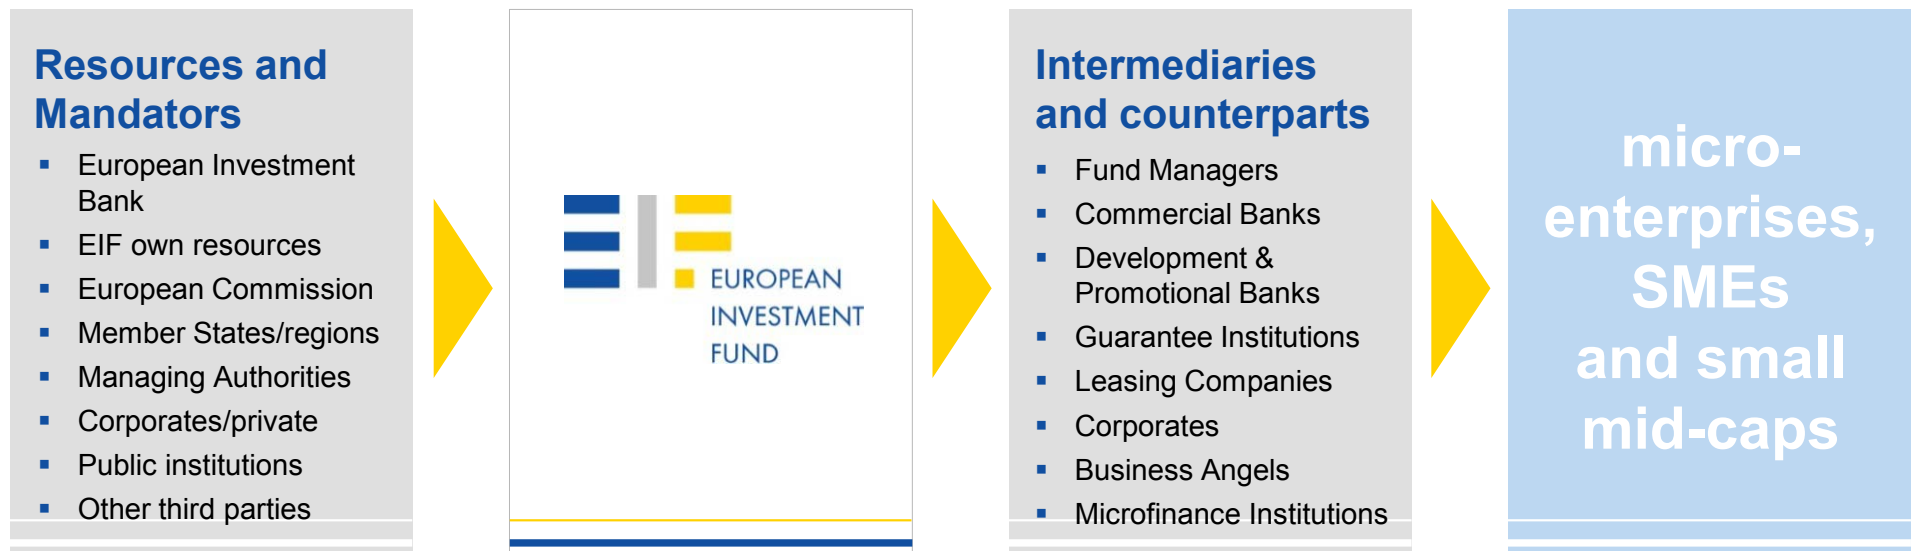 Resources and
Mandators
▪ European Investment
Bank
▪ EIF own resources
▪ European Commission
▪ Member States/regions
▪ Managing Authorities
▪ Corporates/private
▪ Public institutions
▪ Other third parties
EIF
EUROPEAN
INVESTMENT
FUND
Intermediaries
and counterparts
▪ Fund Managers
▪ Commercial Banks
▪ Development &
Promotional Banks
▪ Guarantee Institutions
▪ Leasing Companies
▪ Corporates
▪ Business Angels
▪ Microfinance Institutions
micro-
enterprises,
SMEs
and small
mid-caps